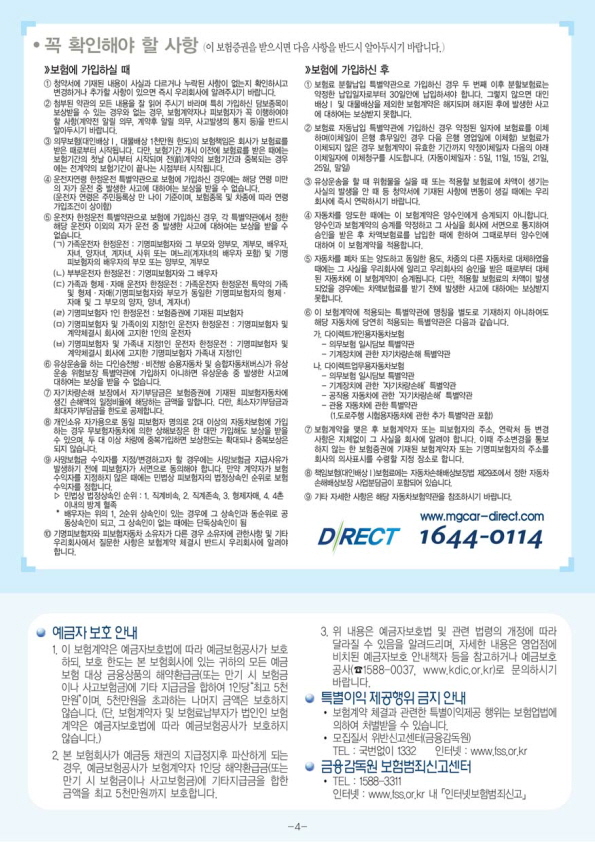 • 꼭 확인해야 할 사항 (이 보험증권을 받으시면 다음 사항을 반드시 알아두시기 바랍니다.)
》보험에 가입하실 때
① 청약서에 기재된 내용이 사실과 다르거나 누락된 사항이 없는지 확인하시고
변경하거나 추가할 사항이 있으면 즉시 우리회사에 알려주시기 바랍니다.
② 첨부된 약관의 모든 내용을 잘 읽어 주시기 바라며 특히 가입하신 담보종목이
보상받을 수 있는 경우와 없는 경우, 보험계약자나 피보험자가 꼭 이행하여야
할 사항(계약전 알릴 의무, 계약후 알릴 의무, 사고발생의 통지 등)을 반드시
알아두시기 바랍니다.
③ 의무보험(대인배상Ⅰ, 대물배상 1천만원 한도)의 보험책임은 회사가 보험료를
받은 때로부터 시작됩니다. 다만, 보험기간 개시 이전에 보험료를 받은 때에는
보험기간의 첫날 0시부터 시작되며 전(前)계약의 보험기간과 중복되는 경우
에는 전계약의 보험기간이 끝나는 시점부터 시작됩니다.
④ 운전자연령 한정운전 특별약관으로 보험에 가입하신 경우에는 해당 연령 미만
의 자가 운전 중 발생한 사고에 대하여는 보상을 받을 수 없습니다.
(운전자 연령은 주민등록상 만 나이 기준이며, 보험종목 및 차종에 따라 연령
가입조건이 상이함)
⑤ 운전자 한정운전 특별약관으로 보험에 가입하신 경우, 각 특별약관에서 정한
해당 운전자 이외의 자가 운전 중 발생한 사고에 대하여는 보상을 받을 수
없습니다.
(ㄱ) 가족운전자 한정운전 : 기명피보험자와 그 부모와 양부모, 계부모, 배우자,
자녀, 양자녀, 계자녀, 사위 또는 며느리(계자녀의 배우자 포함) 및 기명
피보험자의 배우자의 부모 또는 양부모, 계부모
(ㄴ) 부부운전자 한정운전 : 기명피보험자와 그 배우자
(ㄷ) 가족과 형제·자매 운전자 한정운전 : 가족운전자 한정운전 특약의 가족
및 형제·자매(기명피보험자와 부모가 동일한 기명피보험자의 형제·
자매 및 그 부모의 양자, 양녀, 계자녀)
(ㄹ) 기명피보험자 1인 한정운전 : 보험증권에 기재된 피보험자
(ㅁ) 기명피보험자 및 가족이외 지정1인 운전자 한정운전 : 기명피보험자 및
계약체결시 회사에 고지한 1인의 운전자
(ㅂ) 기명피보험자 및 가족내 지정1인 운전자 한정운전 : 기명피보험자 및
계약체결시 회사에 고지한 기명피보험자 가족내 지정1인
⑥ 유상운송을 하는 다인승전방·비전방 승용자동차 및 승합자동차(버스)가 유상
운송 위험보장 특별약관에 가입하지 아니하면 유상운송 중 발생한 사고에
대하여는 보상을 받을 수 없습니다.
⑦ 자기차량손해 보장에서 자기부담금은 보험증권에 기재된 피보험자동차에
생긴 손해액의 일정비율에 해당하는 금액을 말합니다. 다만, 최소자기부담금과
최대자기부담금을 한도로 공제합니다.
⑧ 개인소유 자가용으로 동일 피보험자 명의로 2대 이상의 자동차보험에 가입
하는 경우 무보험자동차에 의한 상해보장은 한 대만 가입해도 보상을 받을
수 있으며, 두 대 이상 차량에 중복가입하면 보상한도는 확대되나 중복보상은
되지 않습니다.
⑨ 사망보험금 수익자를 지정/변경하고자 할 경우에는 사망보험금 지급사유가
발생하기 전에 피보험자가 서면으로 동의해야 합니다. 만약 계약자가 보험
수익자를 지정하지 않은 때에는 민법상 피보험자의 법정상속인 순위로 보험
수익자를 정합니다.
▷ 민법상 법정상속인 순위 : 1. 직계비속, 2. 직계존속, 3. 형제자매, 4. 4촌
이내의 방계 혈족
* 배우자는 위의 1, 2순위 상속인이 있는 경우에 그 상속인과 동순위로 공
동상속인이 되고, 그 상속인이 없는 때에는 단독상속인이 됨
⑩ 기명피보험자와 피보험자동차 소유자가 다른 경우 소유자에 관한사항 및 기타
우리회사에서 질문한 사항은 보험계약 체결시 반드시 우리회사에 알려야
합니다.
》보험에 가입하신 후
① 보험료 분할납입 특별약관으로 가입하신 경우 두 번째 이후 분할보험료는
약정한 납입일자로부터 30일안에 납입하셔야 합니다. 그렇지 않으면 대인
배상Ⅰ 및 대물배상을 제외한 보험계약은 해지되며 해지된 후에 발생한 사고
에 대하여는 보상받지 못합니다.
② 보험료 자동납입 특별약관에 가입하신 경우 약정된 일자에 보험료를 이체
하며(이체일이 은행 휴무일인 경우 다음 은행 영업일에 이체함) 보험료가
이체되지 않은 경우 보험계약이 유효한 기간까지 약정이체일자 다음의 아래
이체일자에 이체청구를 시도합니다. (자동이체일자 : 5일, 11일, 15일, 21일,
25일, 말일)
③ 유상운송을 할 때 위험물을 실을 때 또는 적용할 보험료에 차액이 생기는
사실의 발생을 안 때 등 청약서에 기재된 사항에 변동이 생길 때에는 우리
회사에 즉시 연락하시기 바랍니다.
④ 자동차를 양도한 때에는 이 보험계약은 양수인에게 승계되지 아니합니다.
양수인과 보험계약의 승계를 약정하고 그 사실을 회사에 서면으로 통지하여
승인을 받은 후 차액보험료를 납입한 때에 한하여 그때로부터 양수인에
대하여 이 보험계약을 적용합니다.
⑤ 자동차를 폐차 또는 양도하고 동일한 용도, 차종의 다른 자동차로 대체하였을
때에는 그 사실을 우리회사에 알리고 우리회사의 승인을 받은 때로부터 대체
된 자동차에 이 보험계약이 승계됩니다. 다만, 적용할 보험료의 차액이 발생
되었을 경우에는 차액보험료를 받기 전에 발생한 사고에 대하여는 보상받지
못합니다.
⑥ 이 보험계약에 적용되는 특별약관에 명칭을 별도로 기재하지 아니하여도
해당 자동차에 당연히 적용되는 특별약관은 다음과 같습니다.
가. 다이렉트개인용자동차보험
- 의무보험 일시담보 특별약관
- 기계장치에 관한 자기차량손해 특별약관
나. 다이렉트업무용자동차보험
- 의무보험 일시담보 특별약관
- 기계장치에 관한 '자기차량손해' 특별약관
- 공작용 자동차에 관한 '자기차량손해' 특별약관
- 관용 자동차에 관한 특별약관
(1.도로주행 시험용자동차에 관한 추가 특별약관 포함)
⑦ 보험계약을 맺은 후 보험계약자 또는 피보험자의 주소, 연락처 등 변경
사항은 지체없이 그 사실을 회사에 알려야 합니다. 이때 주소변경을 통보
하지 않는 한 보험증권에 기재된 보험계약자 또는 기명피보험자의 주소를
회사의 의사표시를 수령할 지정 장소로 합니다.
⑧ 책임보험(대인배상Ⅰ)보험료에는 자동차손해배상보장법 제29조에서 정한 자동차
손해배상보장 사업분담금이 포함되어 있습니다.
⑨ 기타 자세한 사항은 해당 자동차보험약관을 참조하시기 바랍니다.
www.mgcar-direct.com
DIRECT 1644-0114
예금자 보호 안내
1. 이 보험계약은 예금자보호법에 따라 예금보험공사가 보호
하되, 보호 한도는 본 보험회사에 있는 귀하의 모든 예금
보험 대상 금융상품의 해약환급금(또는 만기 시 보험금
이나 사고보험금)에 기타 지급금을 합하여 1인당"최고 5천
만원"이며, 5천만원을 초과하는 나머지 금액은 보호하지
않습니다. (단, 보험계약자 및 보험료납부자가 법인인 보험
계약은 예금자보호법에 따라 예금보험공사가 보호하지
않습니다.)
2. 본 보험회사가 예금등 채권의 지급정지후 파산하게 되는
경우, 예금보험공사가 보험계약자 1인당 해약환급금(또는
만기 시 보험금이나 사고보험금)에 기타지급금을 합한
금액을 최고 5천만원까지 보호합니다.
3. 위 내용은 예금자보호법 및 관련 법령의 개정에 따라
달라질 수 있음을 알려드리며, 자세한 내용은 영업점에
비치된 예금자보호 안내책자 등을 참고하거나 예금보호
공사(☎1588-0037, www.kdic.or.kr)로 문의하시기
바랍니다.
특별이익 제공행위 금지 안내
• 보험계약 체결과 관련한 특별이익제공 행위는 보험업법에
의하여 처벌받을 수 있습니다.
• 모집질서 위반신고센터(금융감독원)
TEL : 국번없이 1332 인터넷 : www.fss.or.kr
금융감독원 보험범죄신고센터
• TEL : 1588-3311
인터넷 : www.fss.or.kr 내 「인터넷보험범죄신고」
-4-